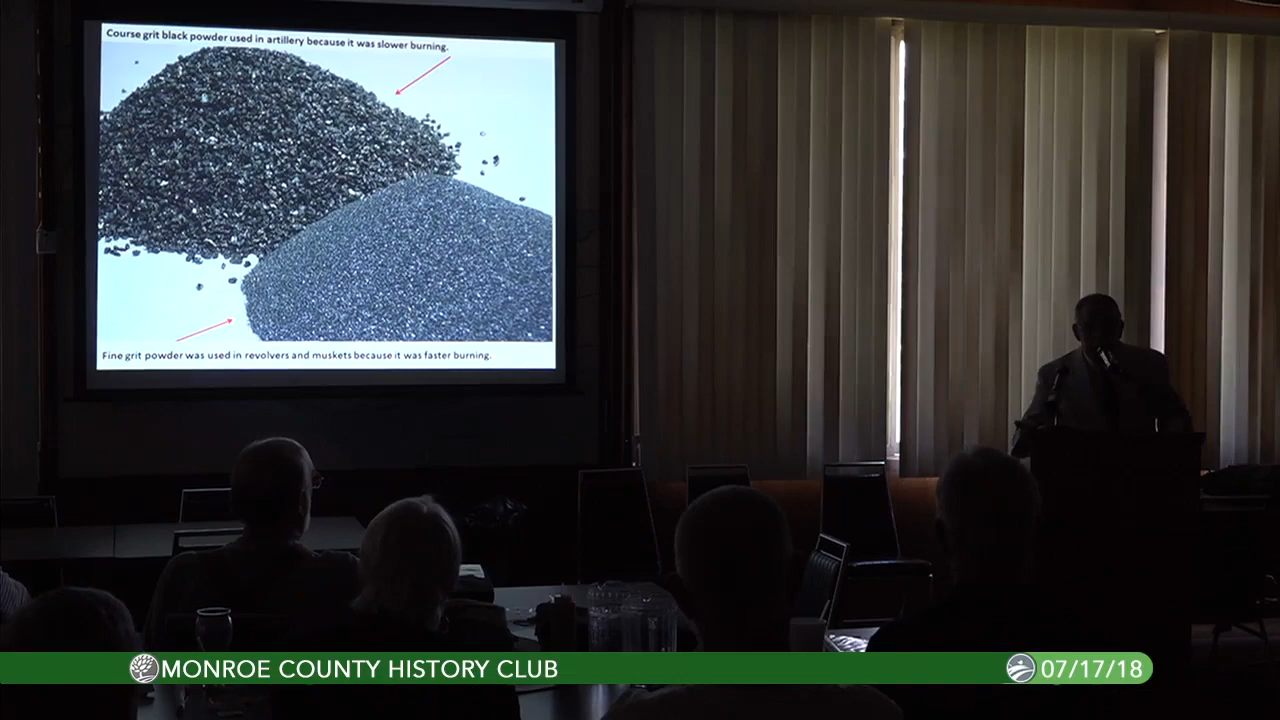 Course grit black powder used in artillery because it was slower burning.
Fine grit powder was used in revolvers and muskets because it was faster burning.
MONROE COUNTY HISTORY CLUB
07/17/18